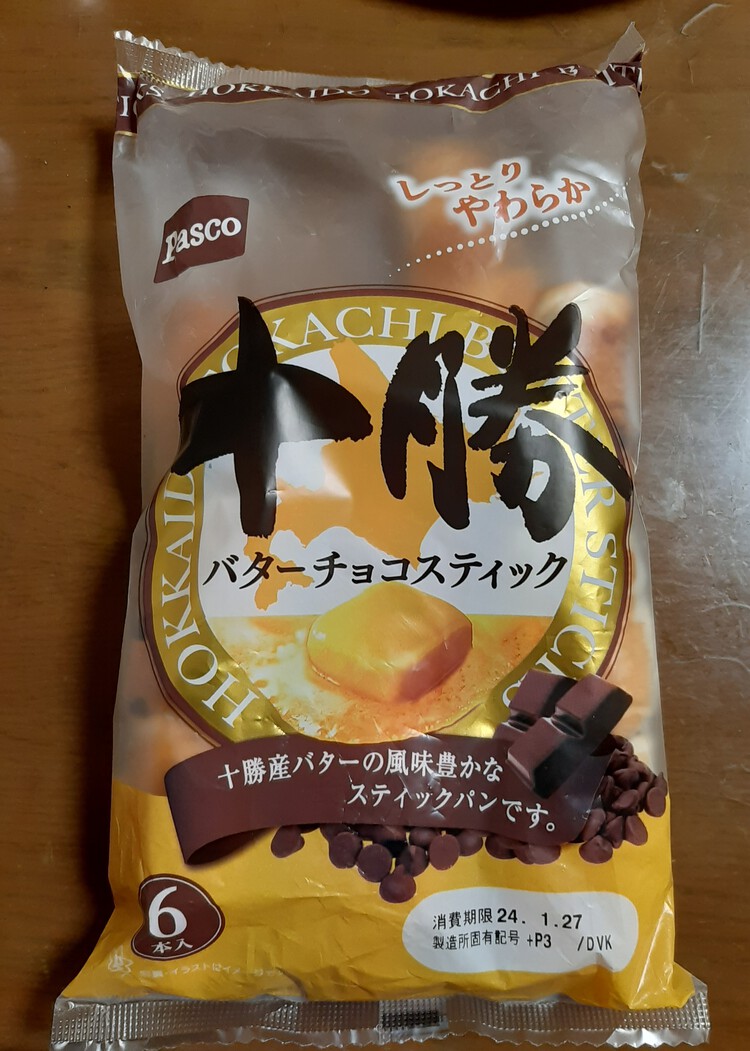 HOKKAIDO TOKACHI B
Pasco
しっとり
やわらか
HOKKAIDO TOKACHI BUTTER STICKS
十勝
バターチョコスティック
十勝産バターの風味豊かな
スティックパンです。
6
本入
消費期限24. 1.27
製造所固有記号 +P3 /DVK